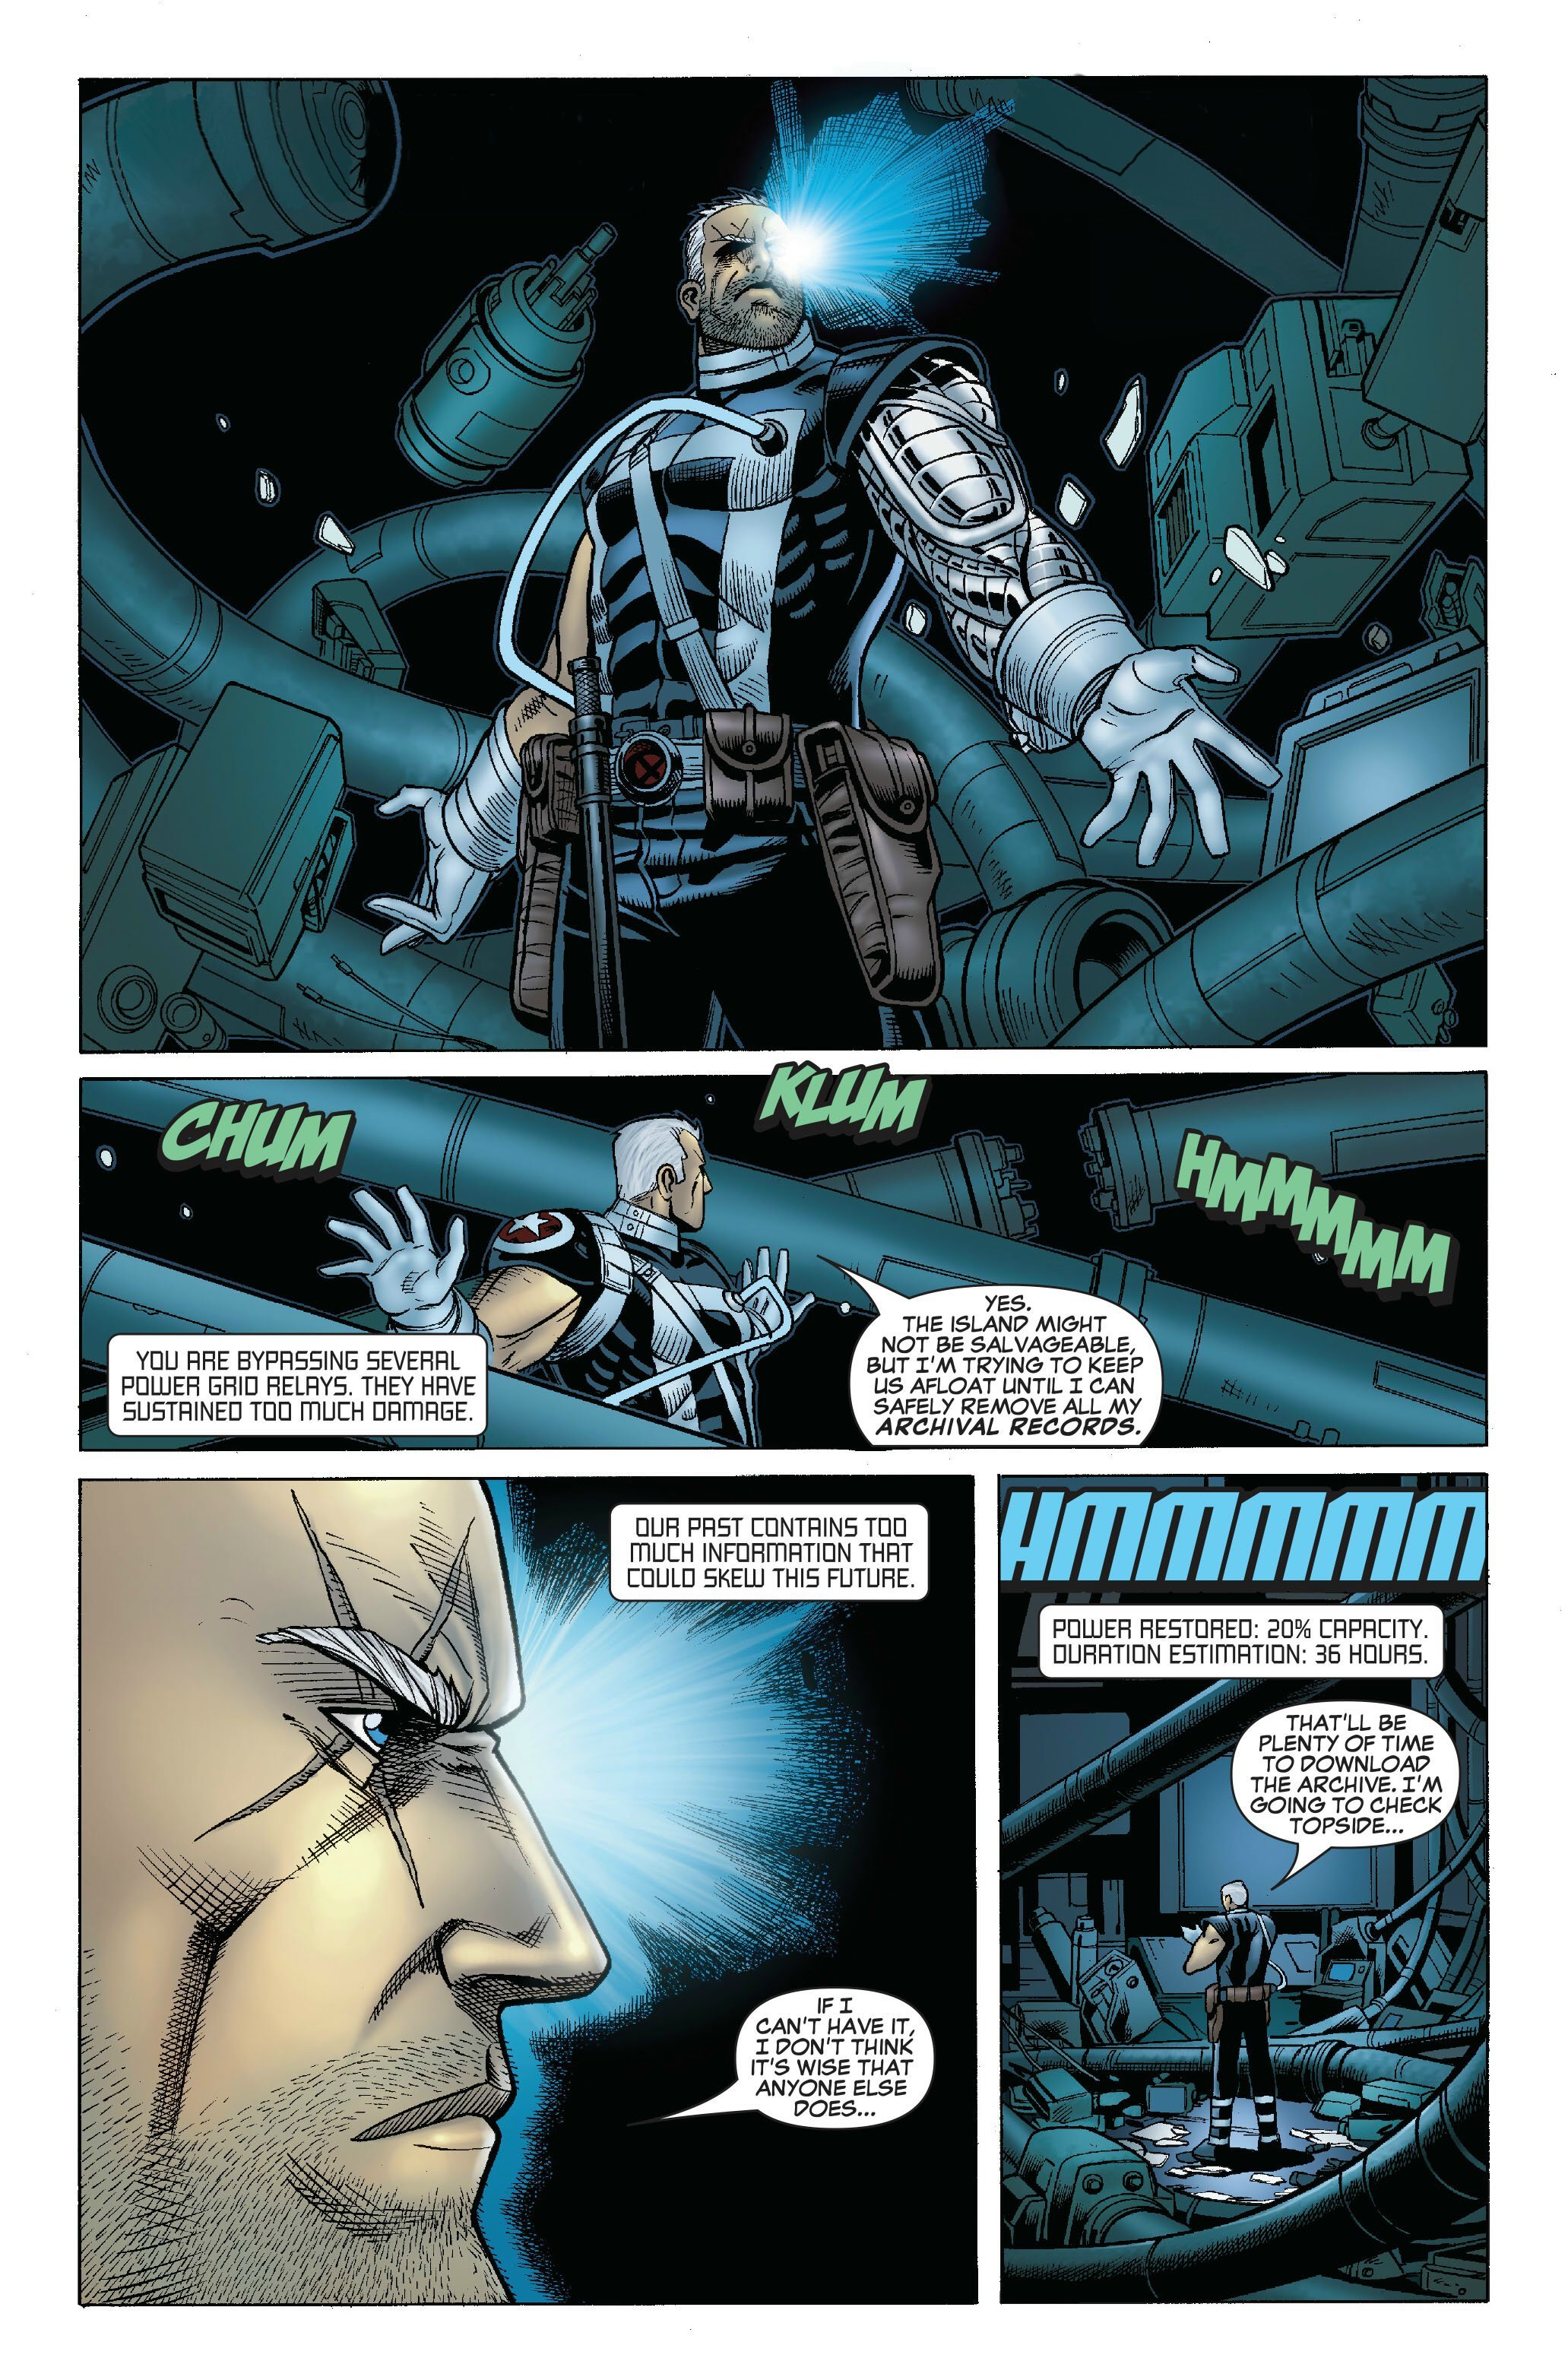 CHUM
KLUM
HMMMMM
YOU ARE BYPASSING SEVERAL
POWER GRID RELAYS. THEY HAVE
SUSTAINED TOO MUCH DAMAGE.
YES.
THE ISLAND MIGHT
NOT BE SALVAGEABLE,
BUT I'M TRYING TO KEEP
US AFLOAT UNTIL I CAN
SAFELY REMOVE ALL MY
ARCHIVAL RECORDS.
OUR PAST CONTAINS TOO
MUCH INFORMATION THAT
COULD SKEW THIS FUTURE.
IF I
CAN'T HAVE IT,
I DON'T THINK
IT'S WISE THAT
ANYONE ELSE
DOES...
HMMMMM
POWER RESTORED: 20% CAPACITY.
DURATION ESTIMATION: 36 HOURS.
THAT'LL BE
PLENTY OF TIME
TO DOWNLOAD
THE ARCHIVE. I'M
GOING TO CHECK
TOPSIDE...